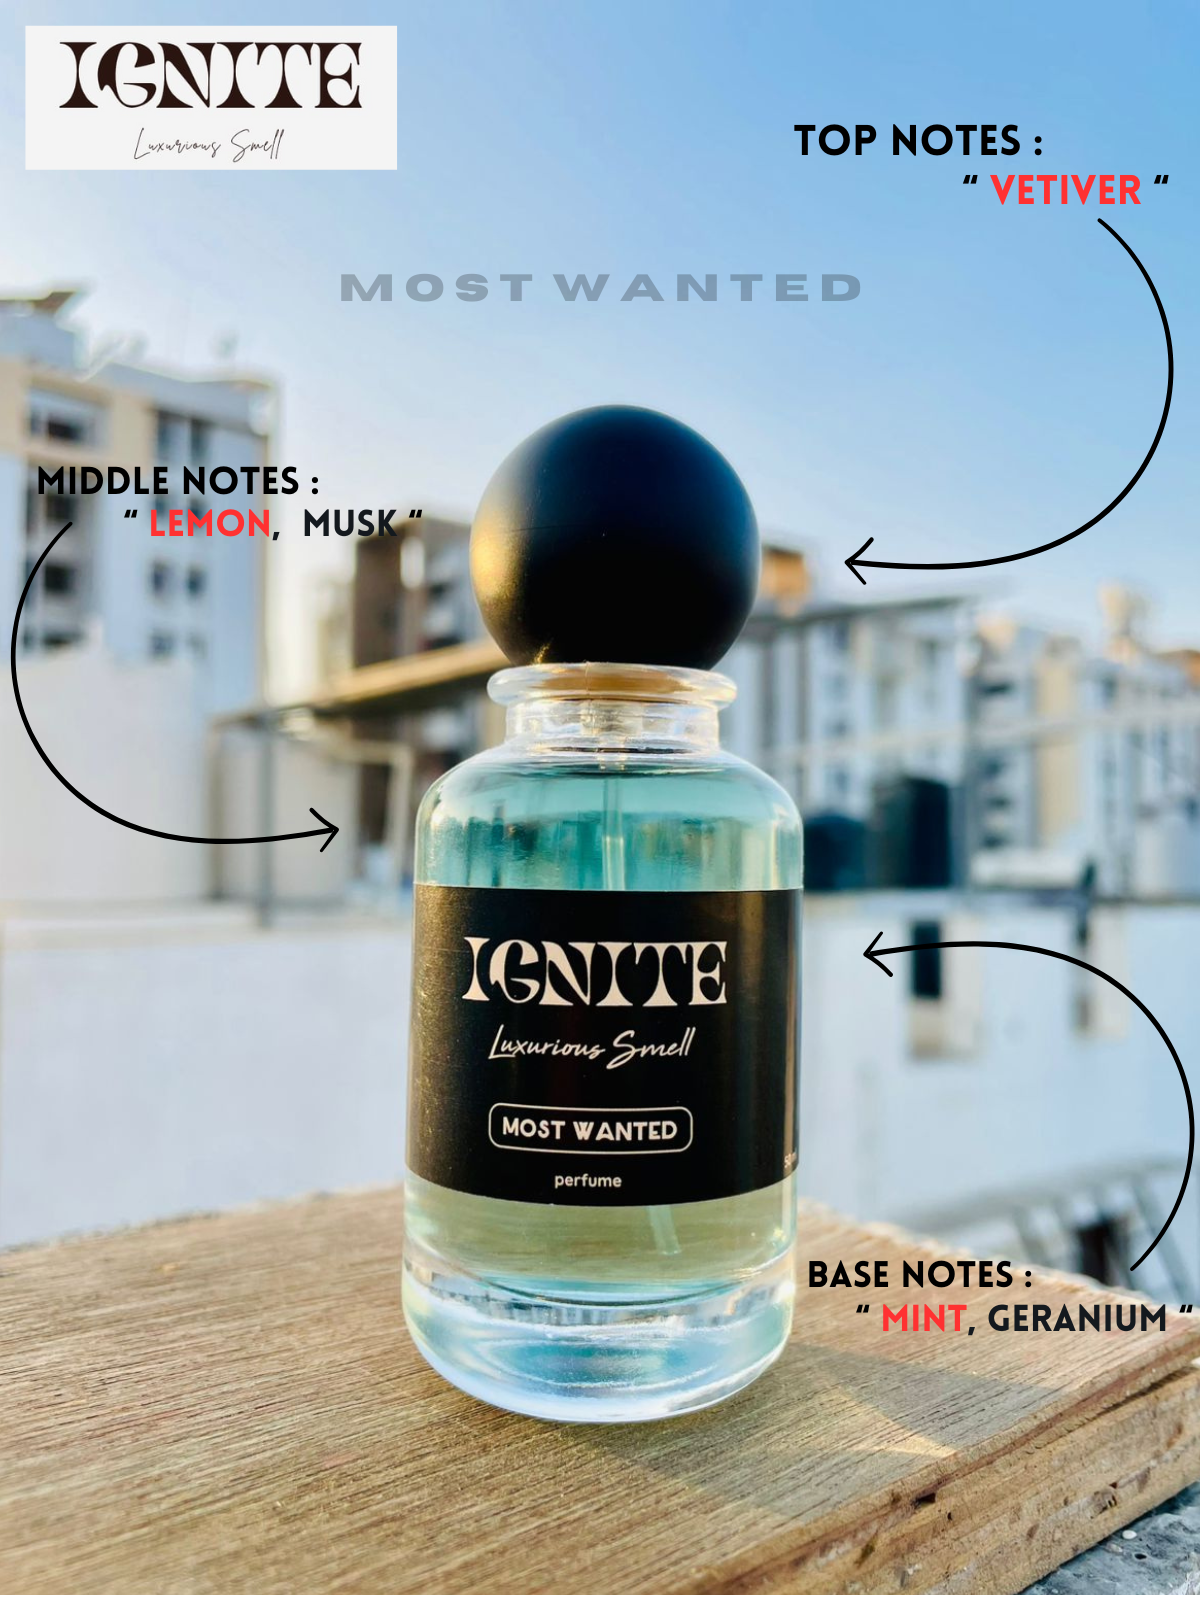 IGNITE
Luxurious Smell
TOP NOTES :
“ VETIVER “
MOST WANTED
MIDDLE NOTES :
“ LEMON, MUSK “
IGNITE
Luxurious Smell
MOST WANTED
perfume
BASE NOTES :
“ MINT, GERANIUM “